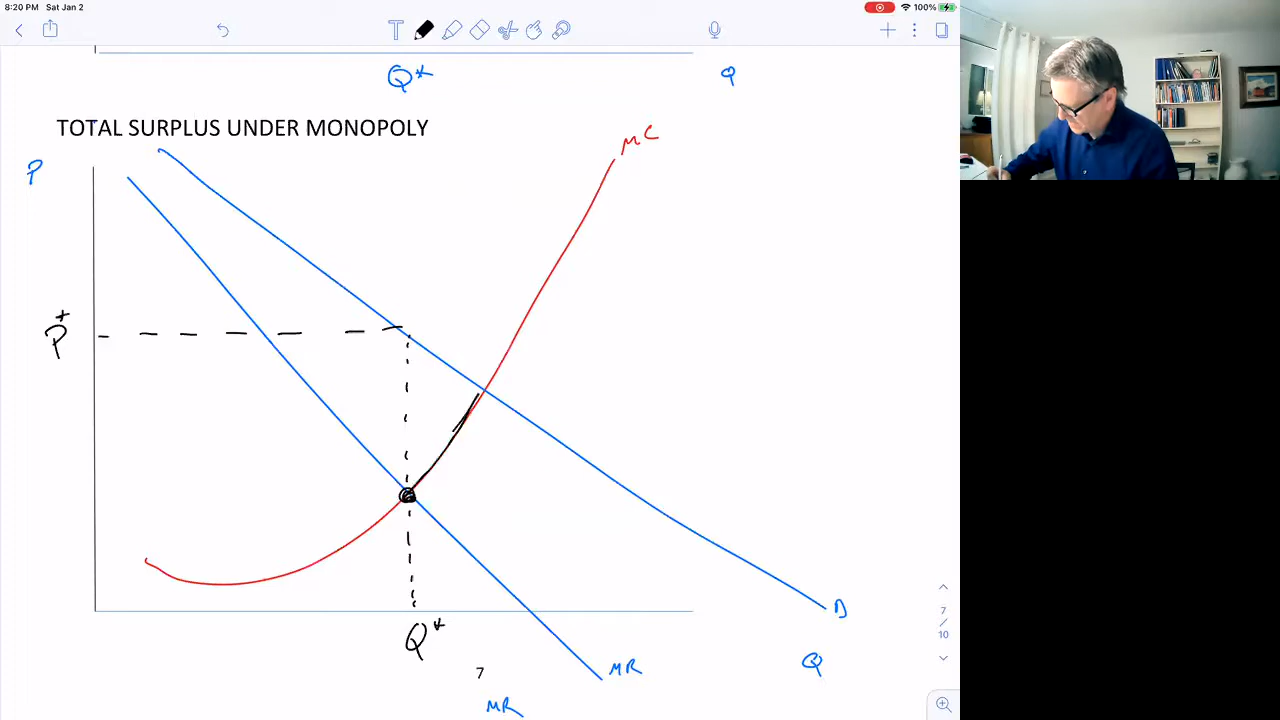 8:20 PM Sat Jan 2
100%
T
Q* Q
TOTAL SURPLUS UNDER MONOPOLY
P
MC
P*
D
Q*
Q
MR
7
MR
7
/
10